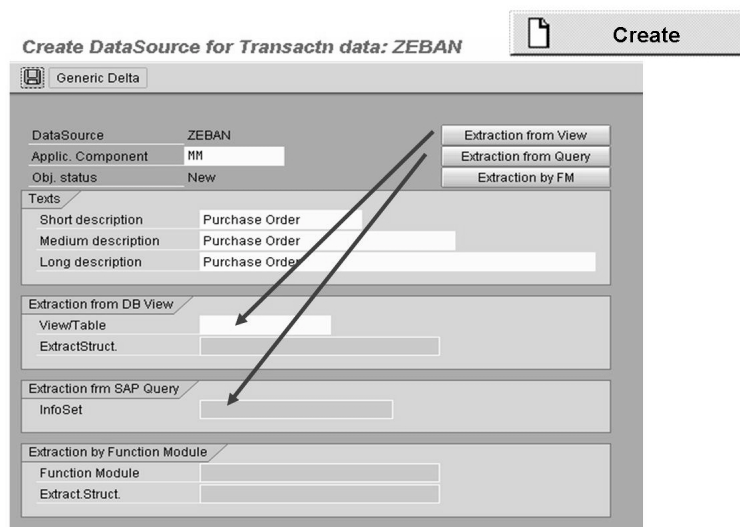 Create
Create DataSource for Transactn data: ZEBAN
Generic Delta
DataSource ZEBAN Extraction from View
Applic. Component MM Extraction from Query
Obj. status New Extraction by FM
Texts
Short description Purchase Order
Medium description Purchase Order
Long description Purchase Order
Extraction from DB View
View/Table
ExtractStruct.
Extraction frm SAP Query
InfoSet
Extraction by Function Module
Function Module
Extract.Struct.